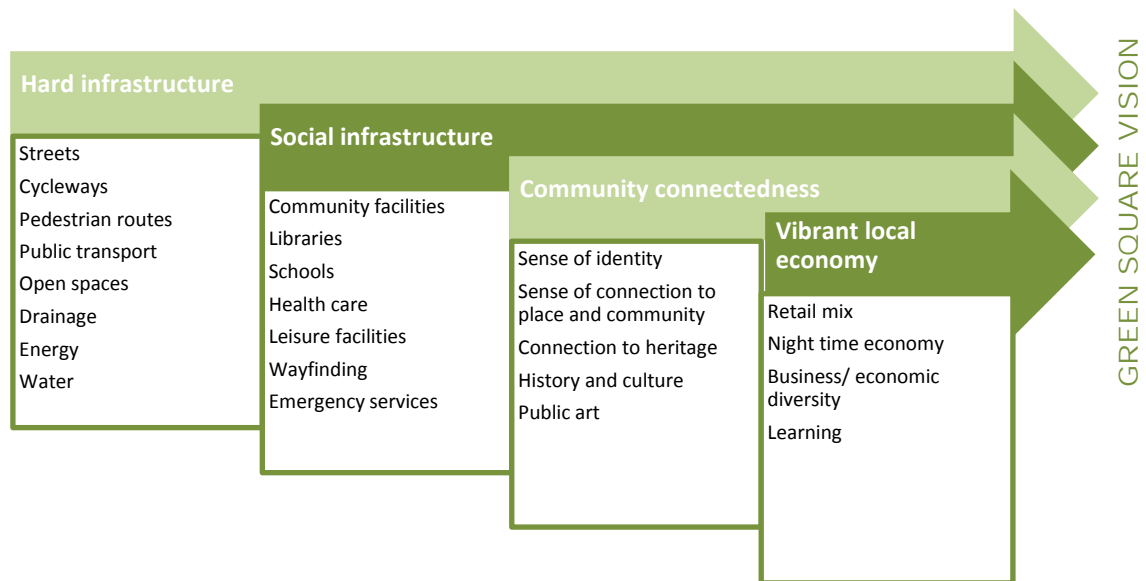 Hard infrastructure
Streets
Cycleways
Pedestrian routes
Public transport
Open spaces
Drainage
Energy
Water
Social infrastructure
Community facilities
Libraries
Schools
Health care
Leisure facilities
Wayfinding
Emergency services
Community connectedness
Sense of identity
Sense of connection to
place and community
Connection to heritage
History and culture
Public art
Vibrant local
economy
Retail mix
Night time economy
Business/ economic
diversity
Learning
GREEN SQUARE VISION